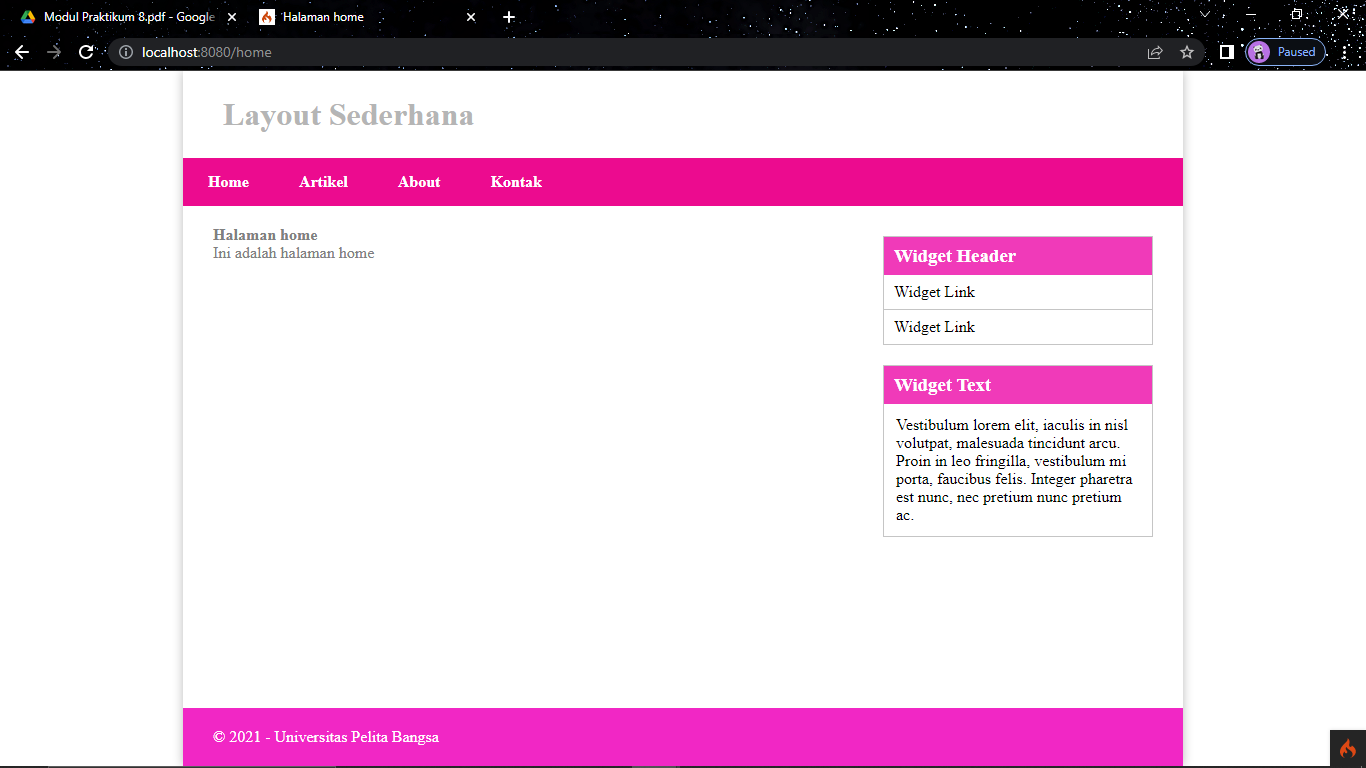 Modul Praktikum 8.pdf - Google
Halaman home
localhost:8080/home
Paused
Layout Sederhana
Home Artikel About Kontak
Halaman home
Ini adalah halaman home
Widget Header
Widget Link
Widget Link
Widget Text
Vestibulum lorem elit, iaculis in nisl
volutpat, malesuada tincidunt arcu.
Proin in leo fringilla, vestibulum mi
porta, faucibus felis. Integer pharetra
est nunc, nec pretium nunc pretium
ac.
© 2021 - Universitas Pelita Bangsa